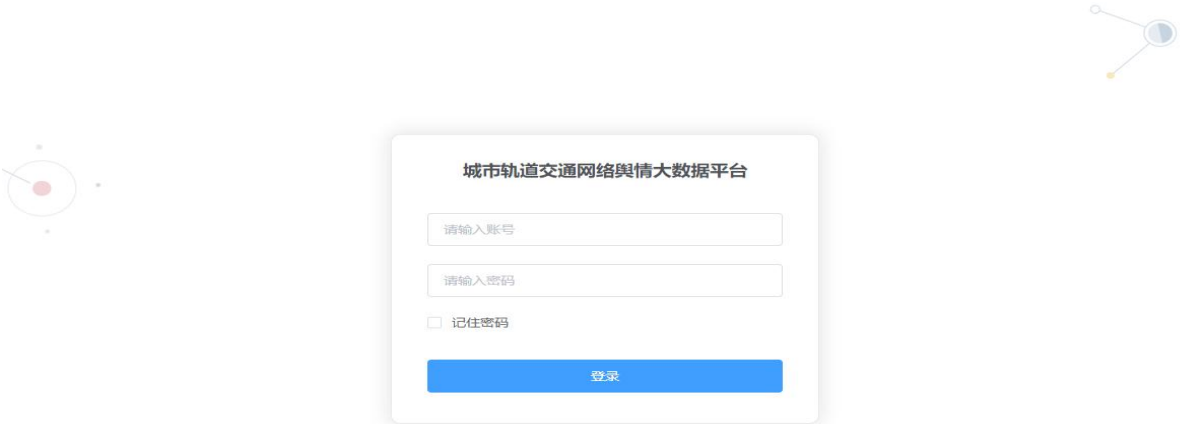 城市轨道交通网络舆情大数据平台
请输入账号
请输入密码
记住密码
登录